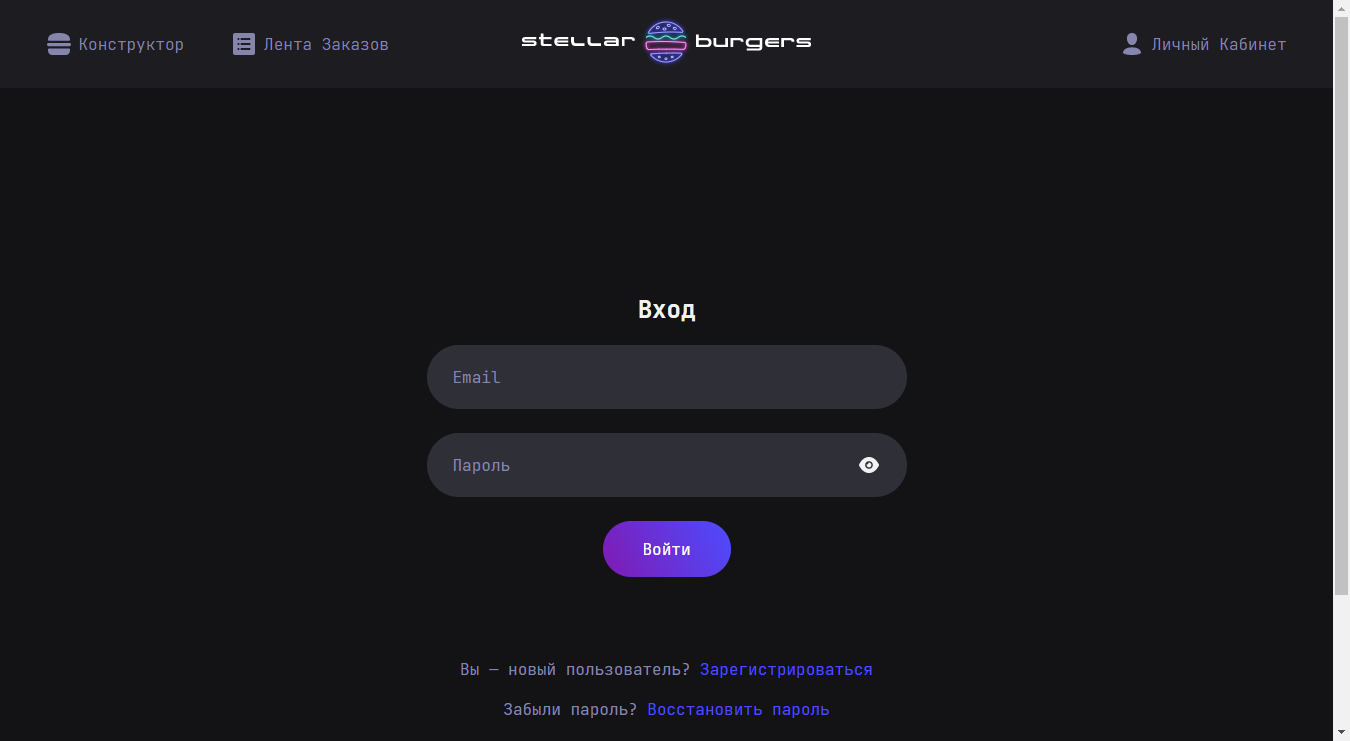 Конструктор
Лента Заказов
stellar burgers
Личный Кабинет
Вход
Email
Пароль
Войти
Вы — новый пользователь? Зарегистрироваться
Забыли пароль? Восстановить пароль